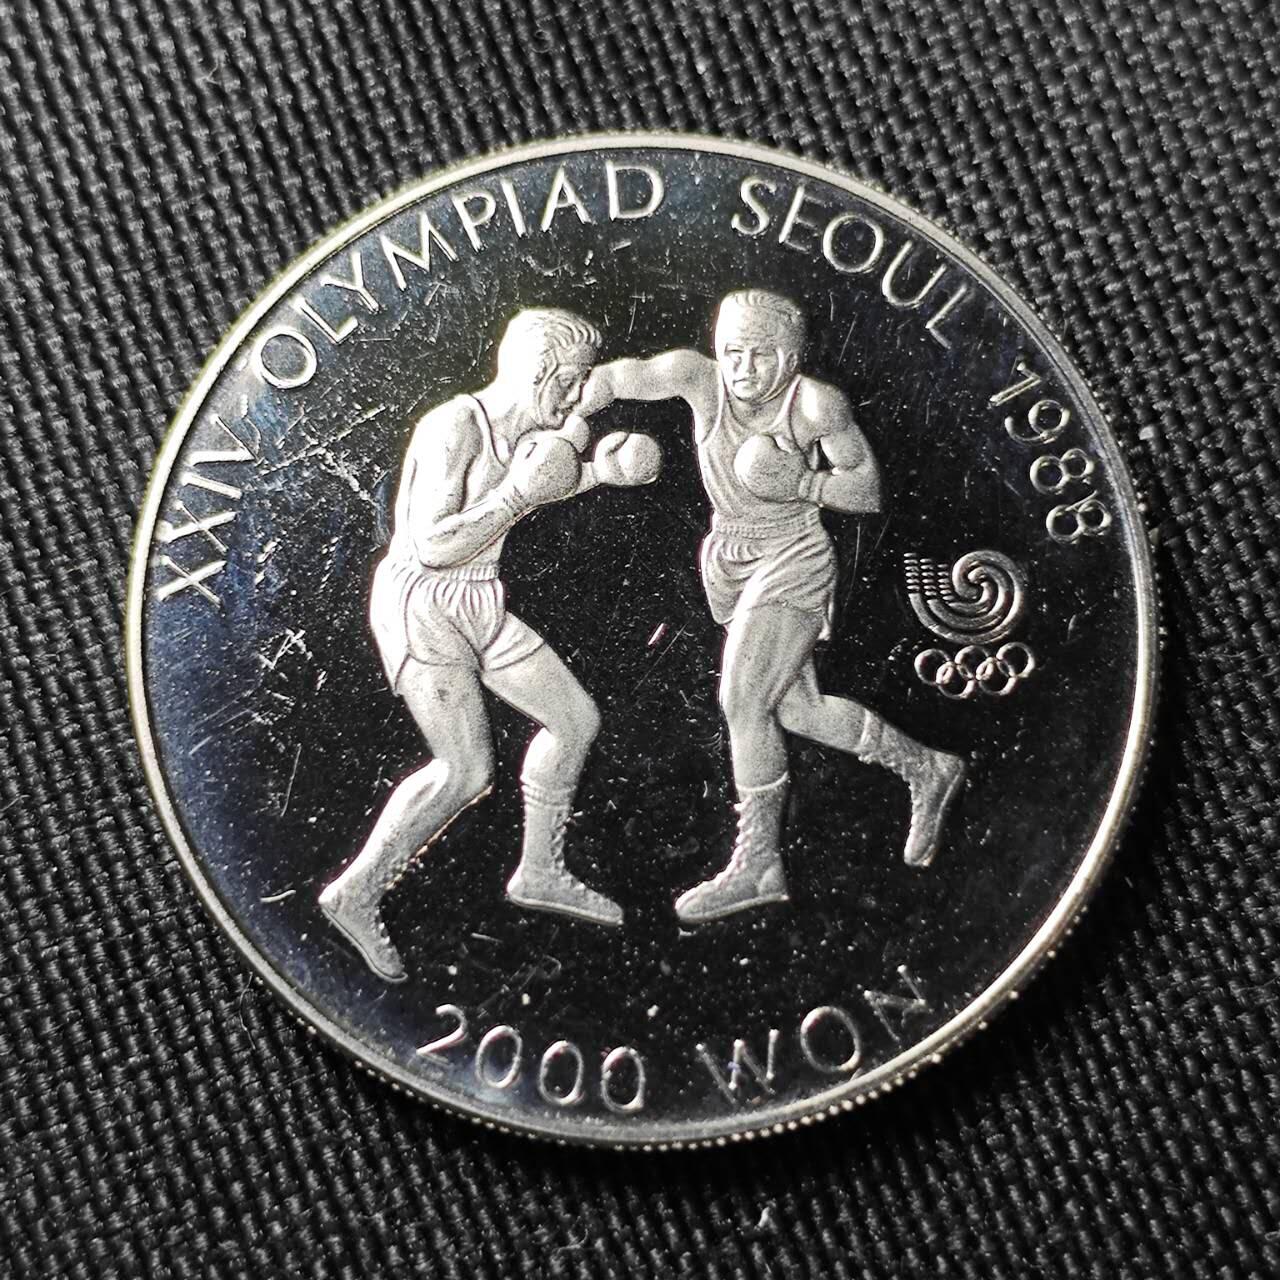 XXIV OLYMPIAD SEOUL 1988
2000 WON